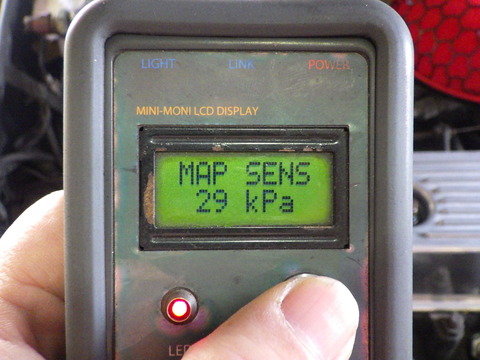 LIGHT LINK POWER
MINI-MONI LCD DISPLAY
MAP SENS
29 kPa